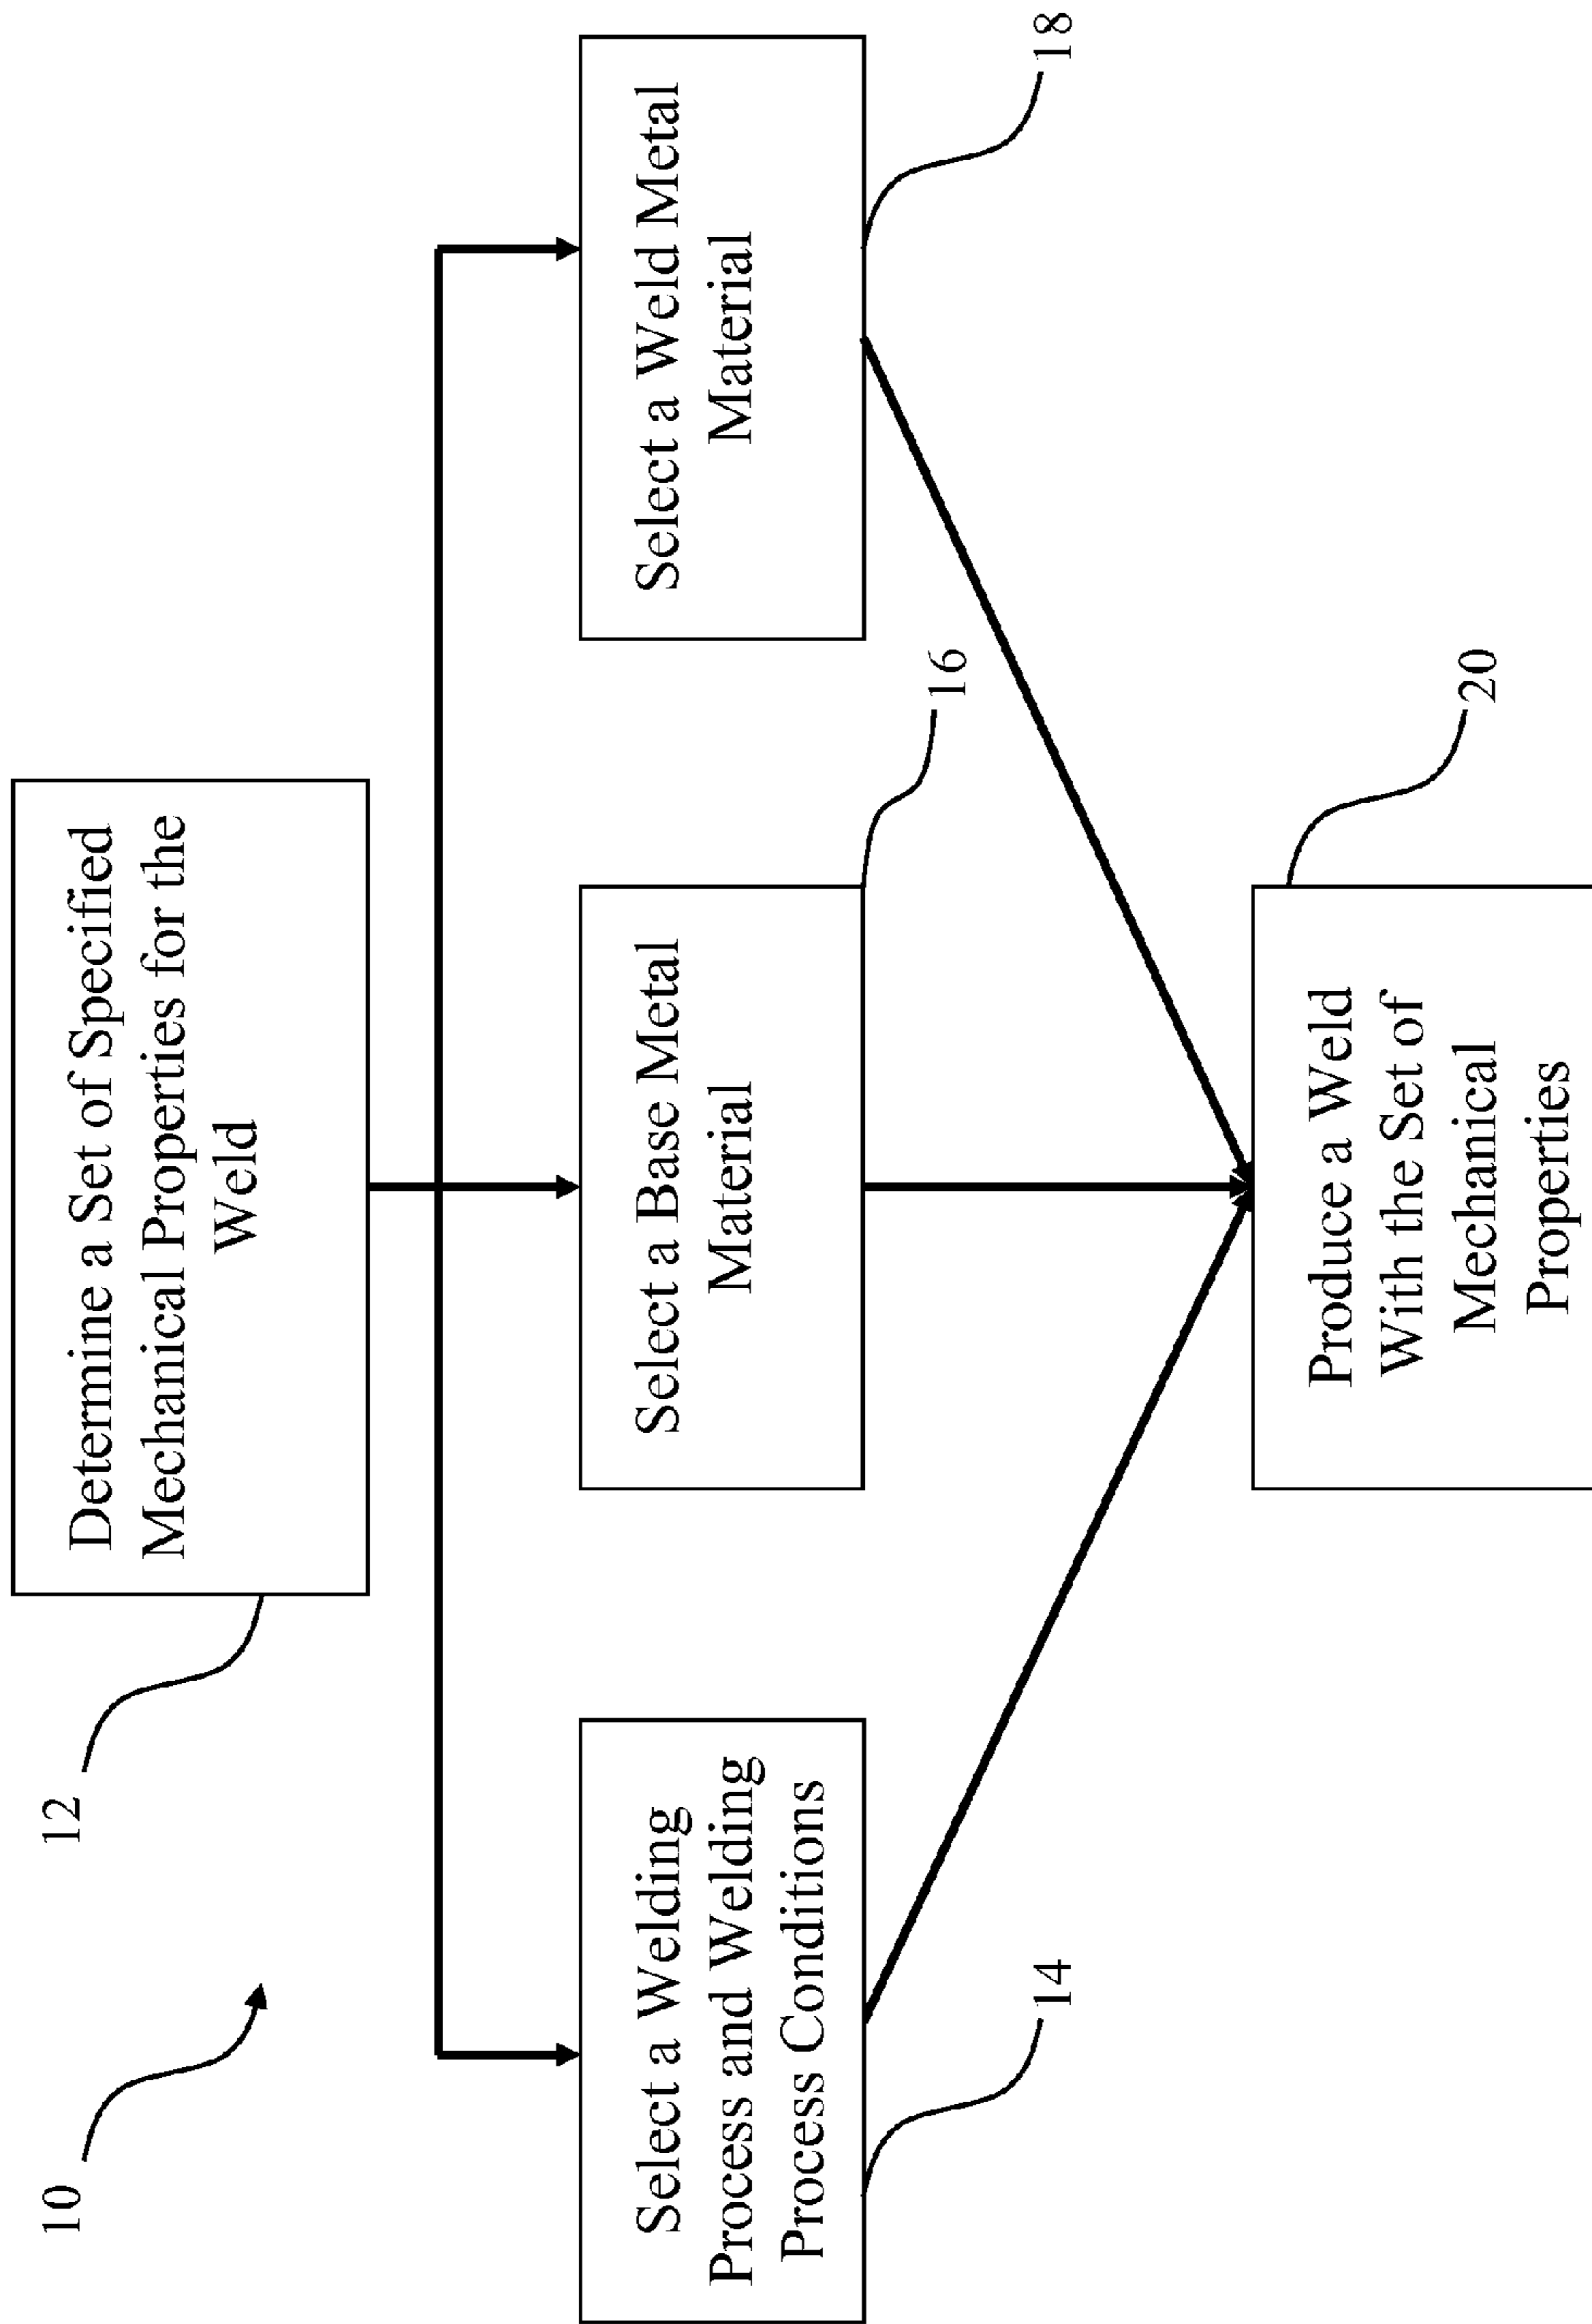 10
12
Determine a Set of Specified
Mechanical Properties for the
Weld
Select a Welding
Process and Welding
Process Conditions
14
Select a Base Metal
Material
16
Select a Weld Metal
Material
18
Produce a Weld
With the Set of
Mechanical
Properties
20